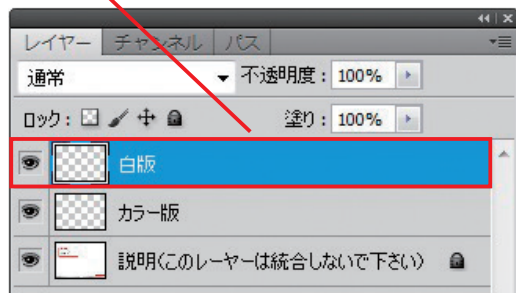 レイヤー チャンネル パス
通常 不透明度: 100%
ロック: 塗り: 100%
白版
カラー版
説明(このレーヤーは統合しないで下さい)